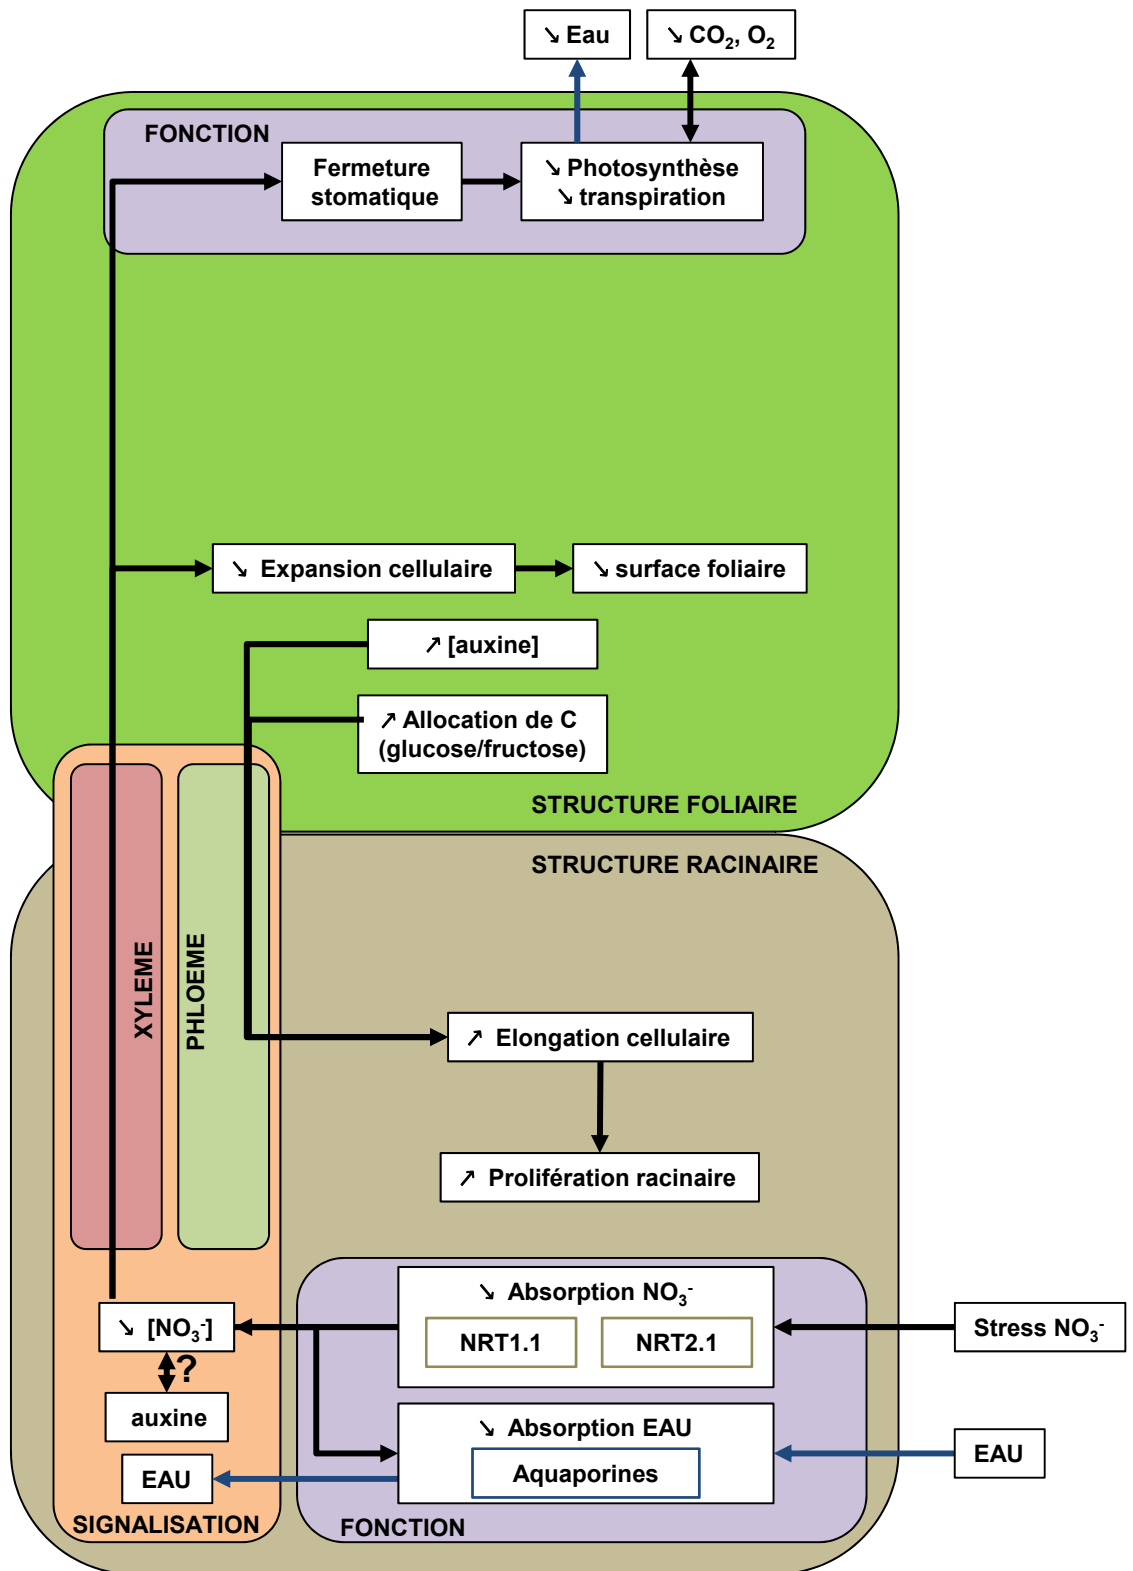 ↘ Eau
↘ CO₂, O₂
FONCTION
Fermeture
stomatique
↘ Photosynthèse
↘ transpiration
↘ Expansion cellulaire
↘ surface foliaire
↗ [auxine]
↗ Allocation de C
(glucose/fructose)
STRUCTURE FOLIAIRE
STRUCTURE RACINAIRE
XYLEME
PHLOEME
↗ Elongation cellulaire
↗ Prolifération racinaire
↘ Absorption NO₃⁻
NRT1.1
NRT2.1
Stress NO₃⁻
↘ [NO₃⁻]
?
auxine
↘ Absorption EAU
Aquaporines
EAU
EAU
SIGNALISATION
FONCTION